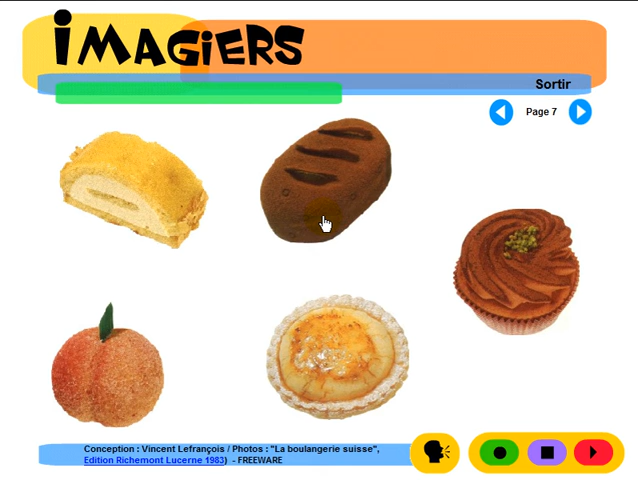 iMAGiERS
Sortir
Page 7
Conception : Vincent Lefrançois / Photos : "La boulangerie suisse",
Edition Richemont Lucerne 1983) - FREEWARE